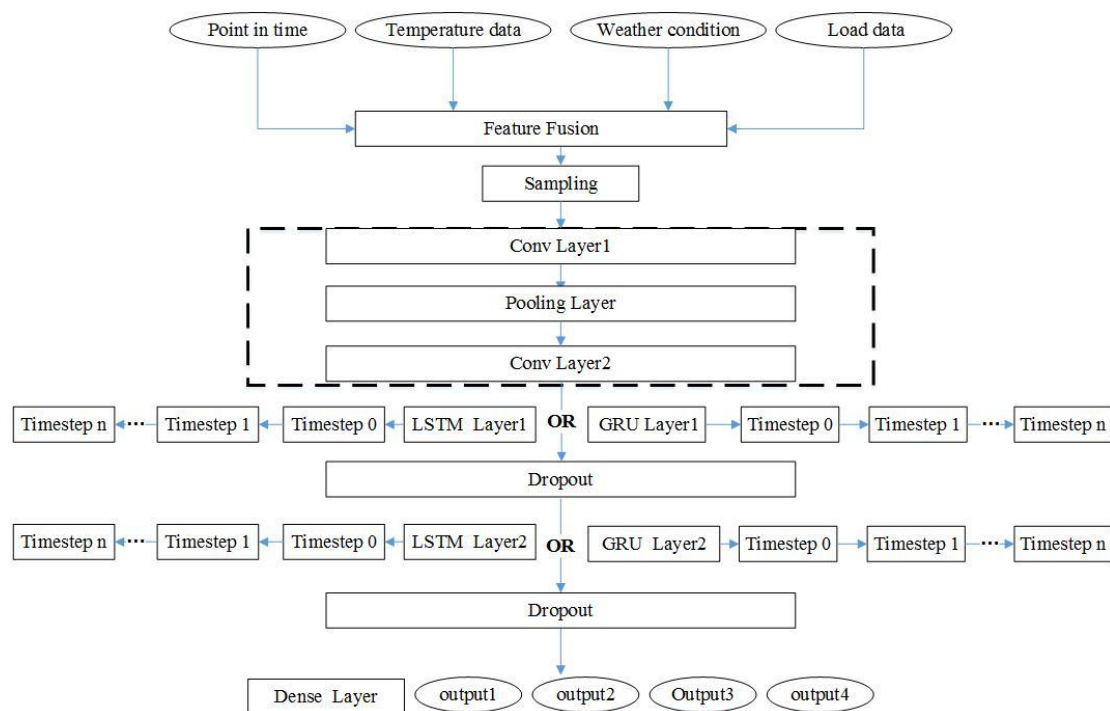 Point in time
Temperature data
Weather condition
Load data
Feature Fusion
Sampling
Conv Layer1
Pooling Layer
Conv Layer2
Timestep n ... Timestep 1 Timestep 0 LSTM Layer1 OR GRU Layer1 Timestep 0 Timestep 1 ... Timestep n
Dropout
Timestep n ... Timestep 1 Timestep 0 LSTM Layer2 OR GRU Layer2 Timestep 0 Timestep 1 ... Timestep n
Dropout
Dense Layer output1 output2 Output3 output4